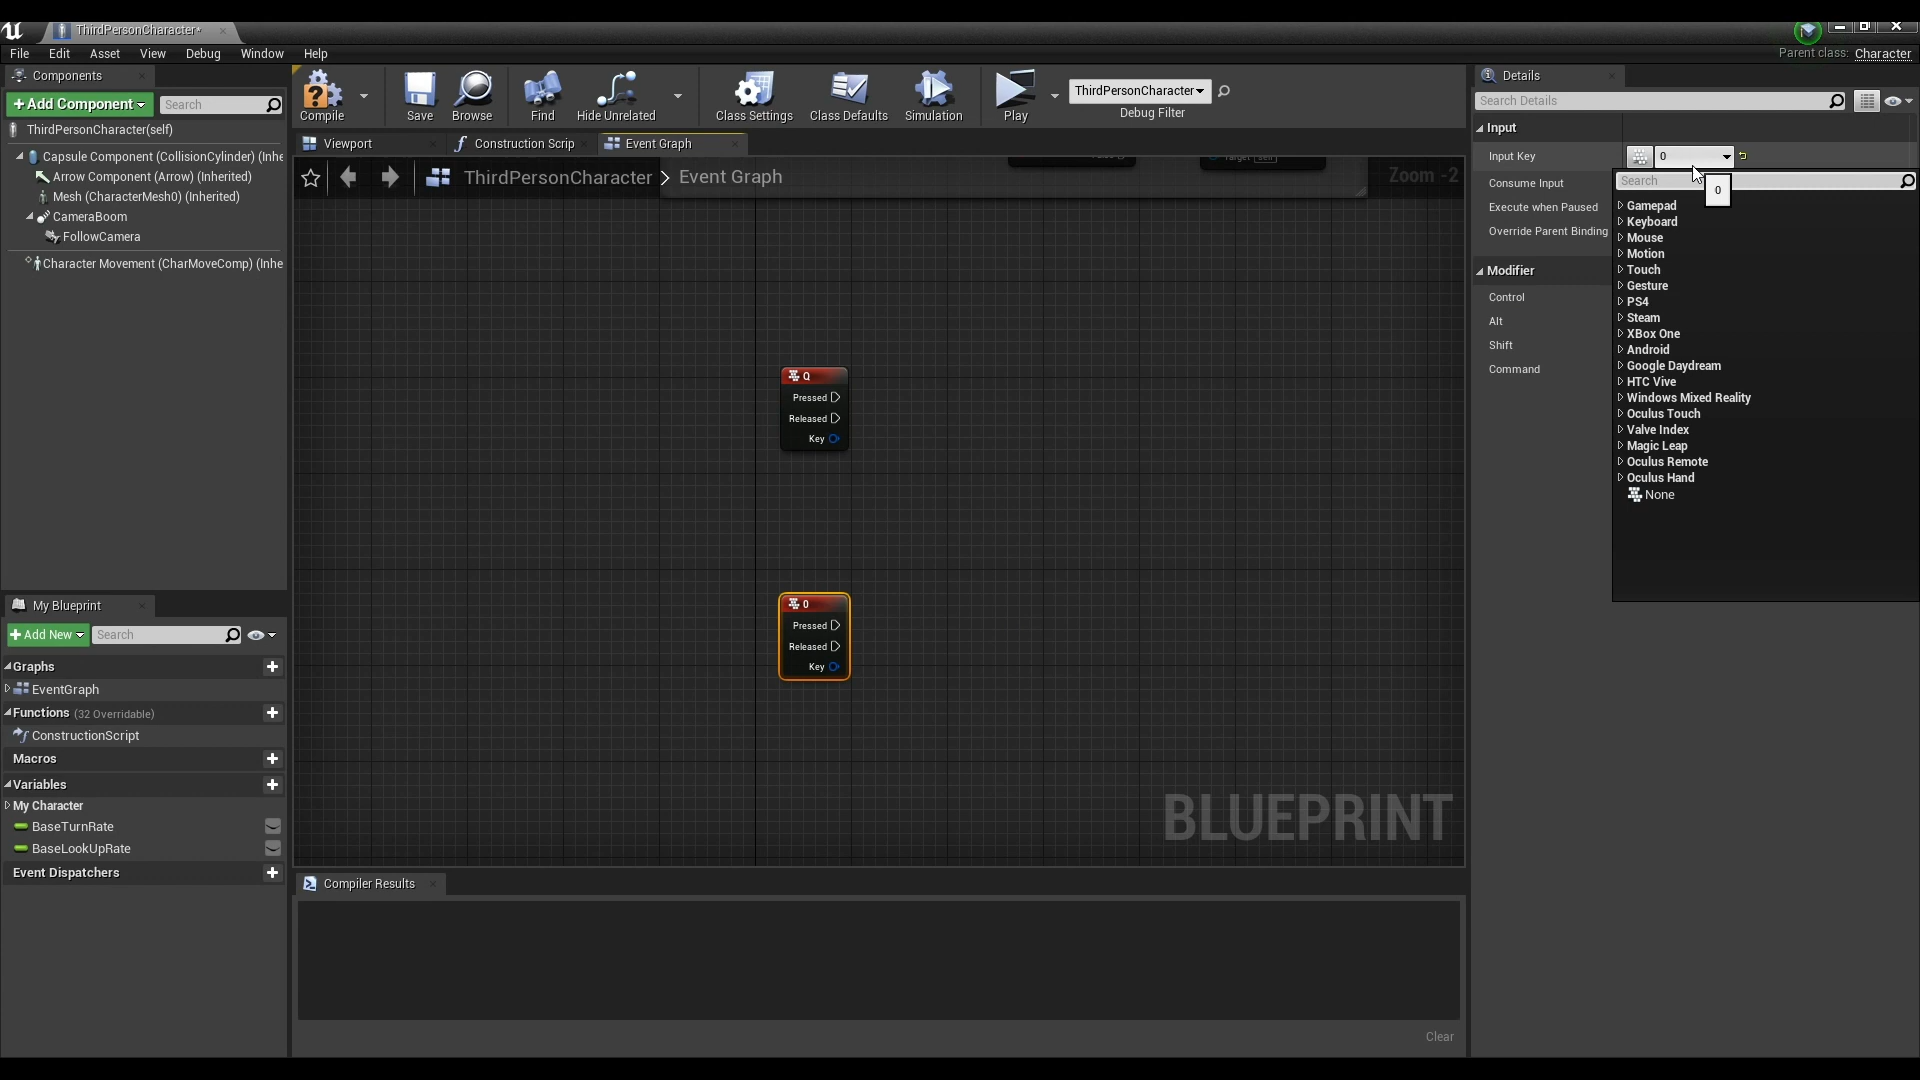 ThirdPersonCharacter*
File Edit Asset View Debug Window Help
Parent class: Character
Components
+Add Component
Search
ThirdPersonCharacter(self)
Capsule Component (CollisionCylinder) (Inhe
Arrow Component (Arrow) (Inherited)
Mesh (CharacterMesh0) (Inherited)
CameraBoom
FollowCamera
Character Movement (CharMoveComp) (Inhe
Compile
Save
Browse
Find
Hide Unrelated
Class Settings
Class Defaults
Simulation
Play
ThirdPersonCharacter
Debug Filter
Viewport
Construction Scrip
Event Graph
ThirdPersonCharacter > Event Graph
Zoom -2
Target self
Q
Pressed
Released
Key
0
Pressed
Released
Key
BLUEPRINT
My Blueprint
+Add New
Search
Graphs
EventGraph
Functions (32 Overridable)
ConstructionScript
Macros
Variables
My Character
BaseTurnRate
BaseLookUpRate
Event Dispatchers
Compiler Results
Clear
Details
Search Details
Input
Input Key
0
Consume Input
Execute when Paused
Override Parent Binding
Modifier
Control
Alt
Shift
Command
Search
0
Gamepad
Keyboard
Mouse
Motion
Touch
Gesture
PS4
Steam
XBox One
Android
Google Daydream
HTC Vive
Windows Mixed Reality
Oculus Touch
Valve Index
Magic Leap
Oculus Remote
Oculus Hand
None